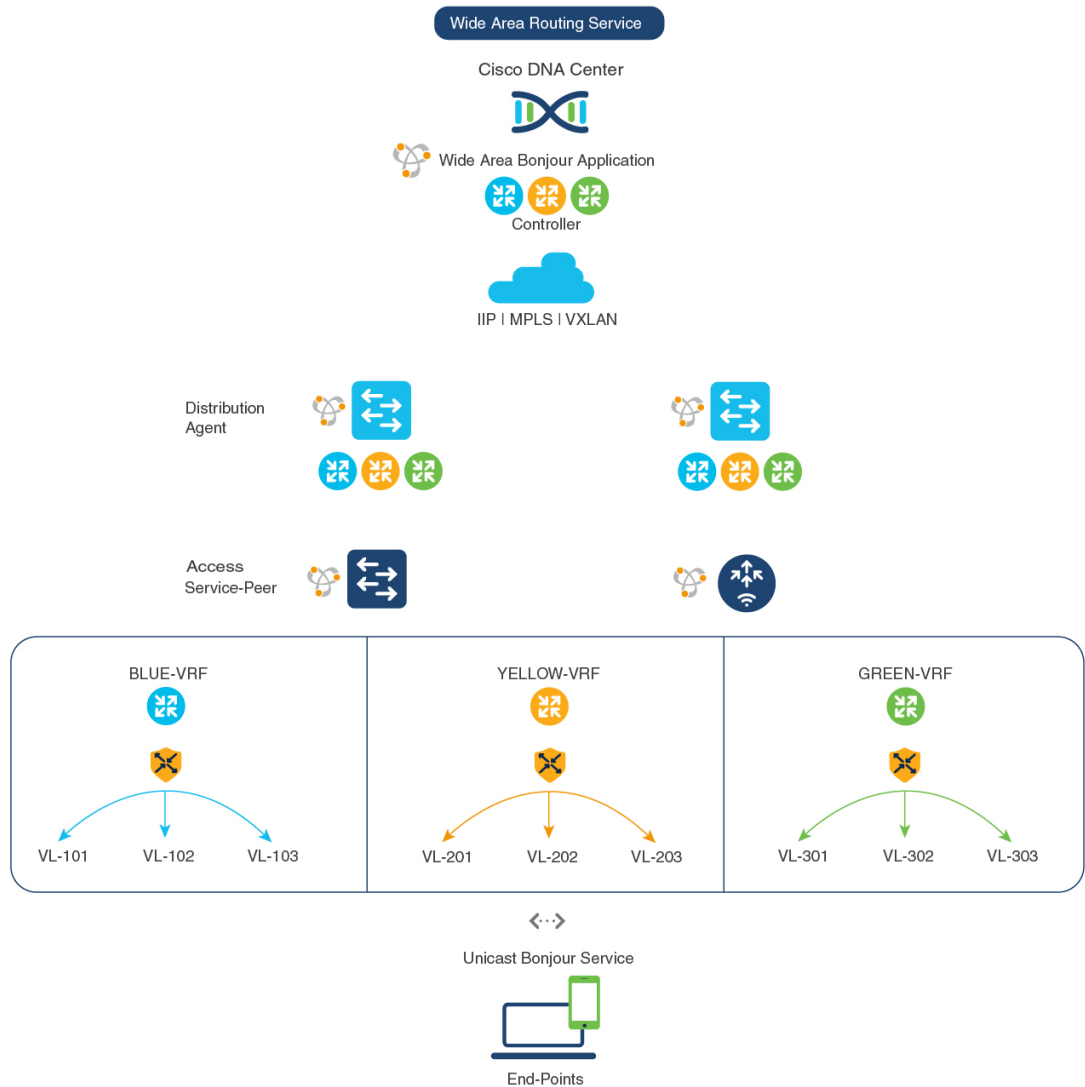 Wide Area Routing Service
Cisco DNA Center
Wide Area Bonjour Application
Controller
IIP | MPLS | VXLAN
Distribution
Agent
Access
Service-Peer
BLUE-VRF
YELLOW-VRF
GREEN-VRF
VL-101
VL-102
VL-103
VL-201
VL-202
VL-203
VL-301
VL-302
VL-303
Unicast Bonjour Service
End-Points